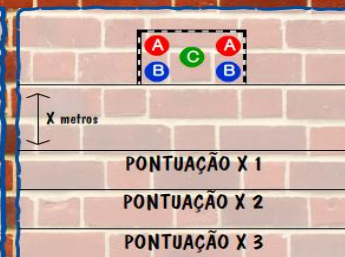 A A
C
B B
X metros
PONTUAÇÃO X 1
PONTUAÇÃO X 2
PONTUAÇÃO X 3